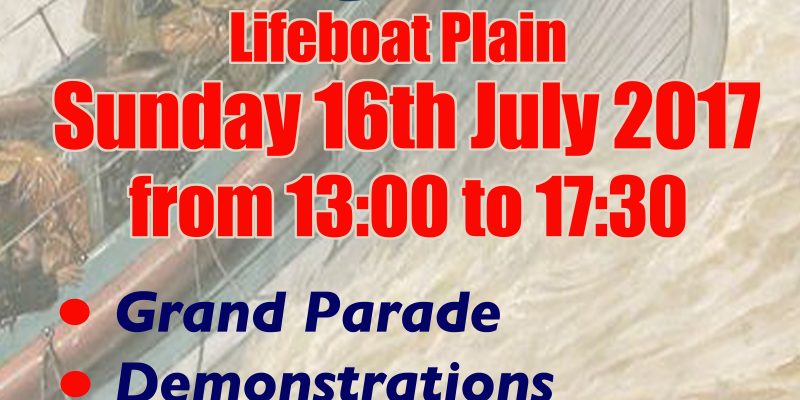 Lifeboat Plain
Sunday 16th July 2017
from 13:00 to 17:30
• Grand Parade
• Demonstrations